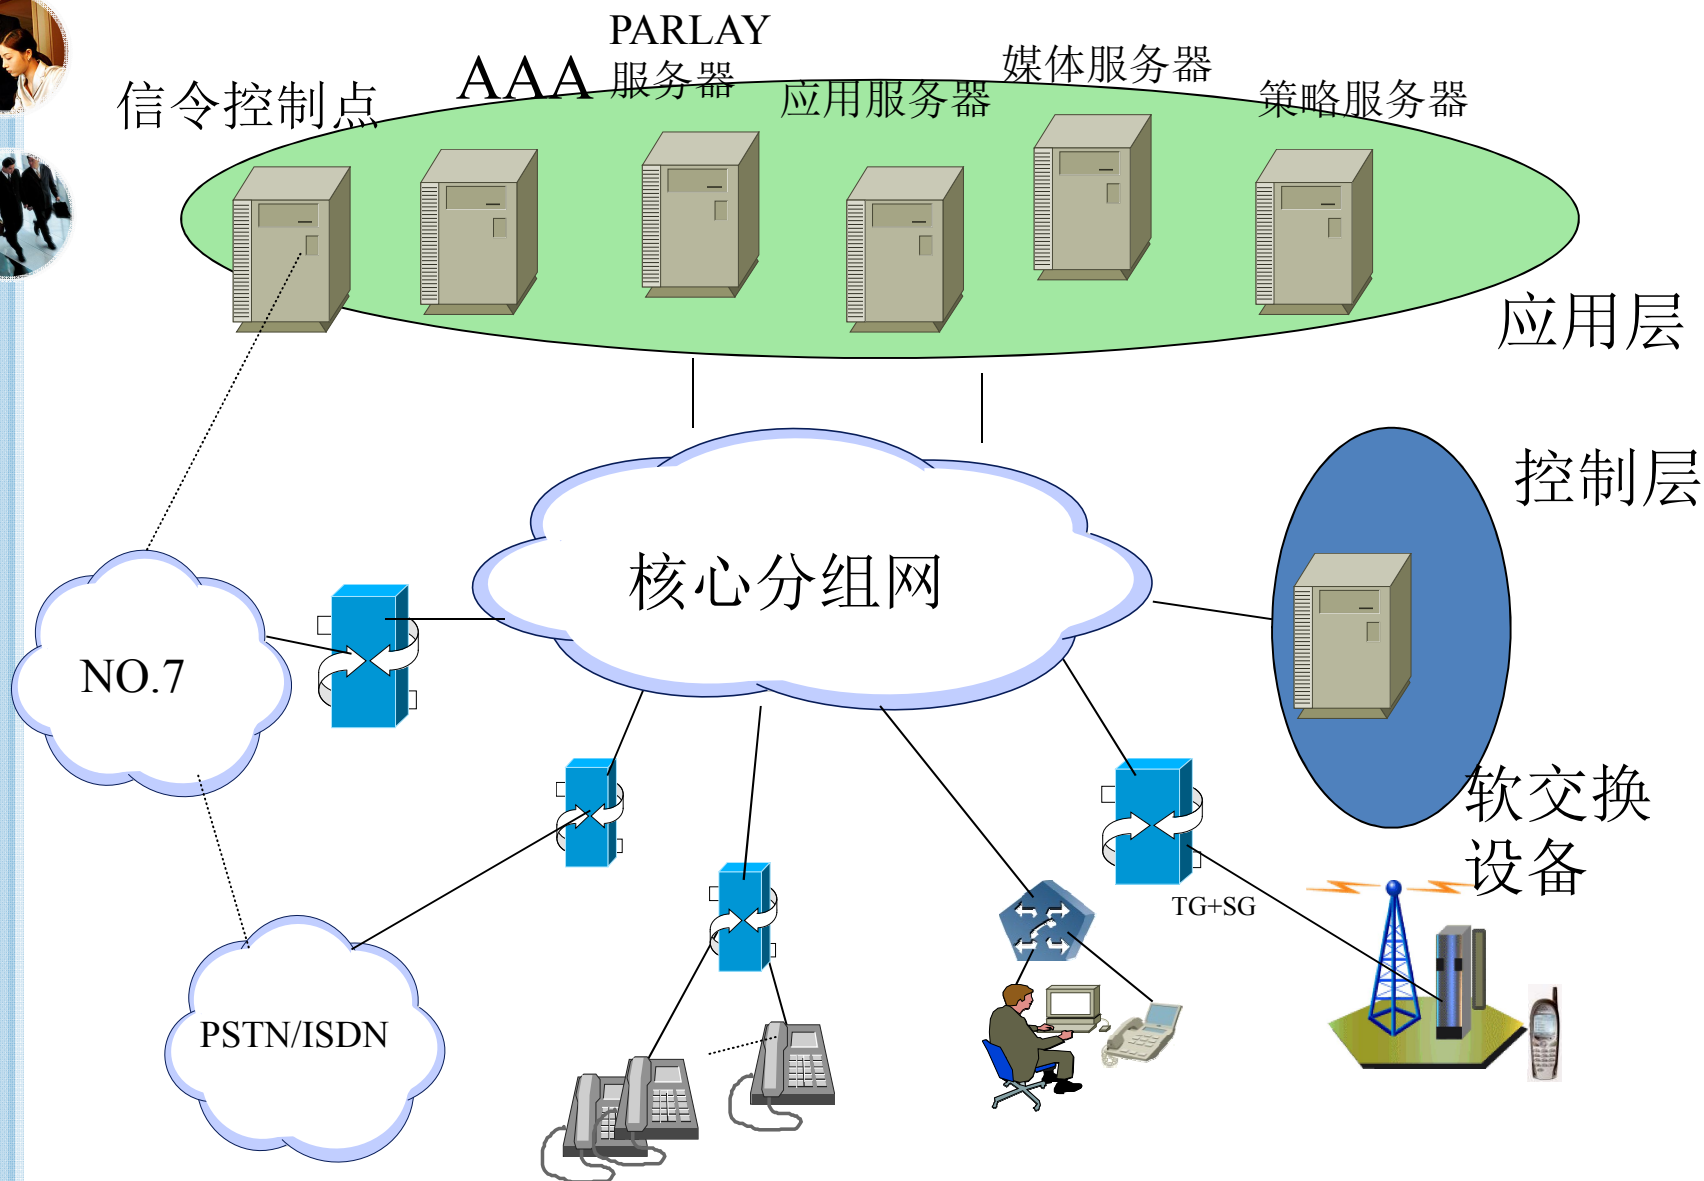 PARLAY
服务器
AAA
信令控制点
应用服务器
媒体服务器
策略服务器
应用层
控制层
核心分组网
NO.7
软交换
设备
TG+SG
PSTN/ISDN